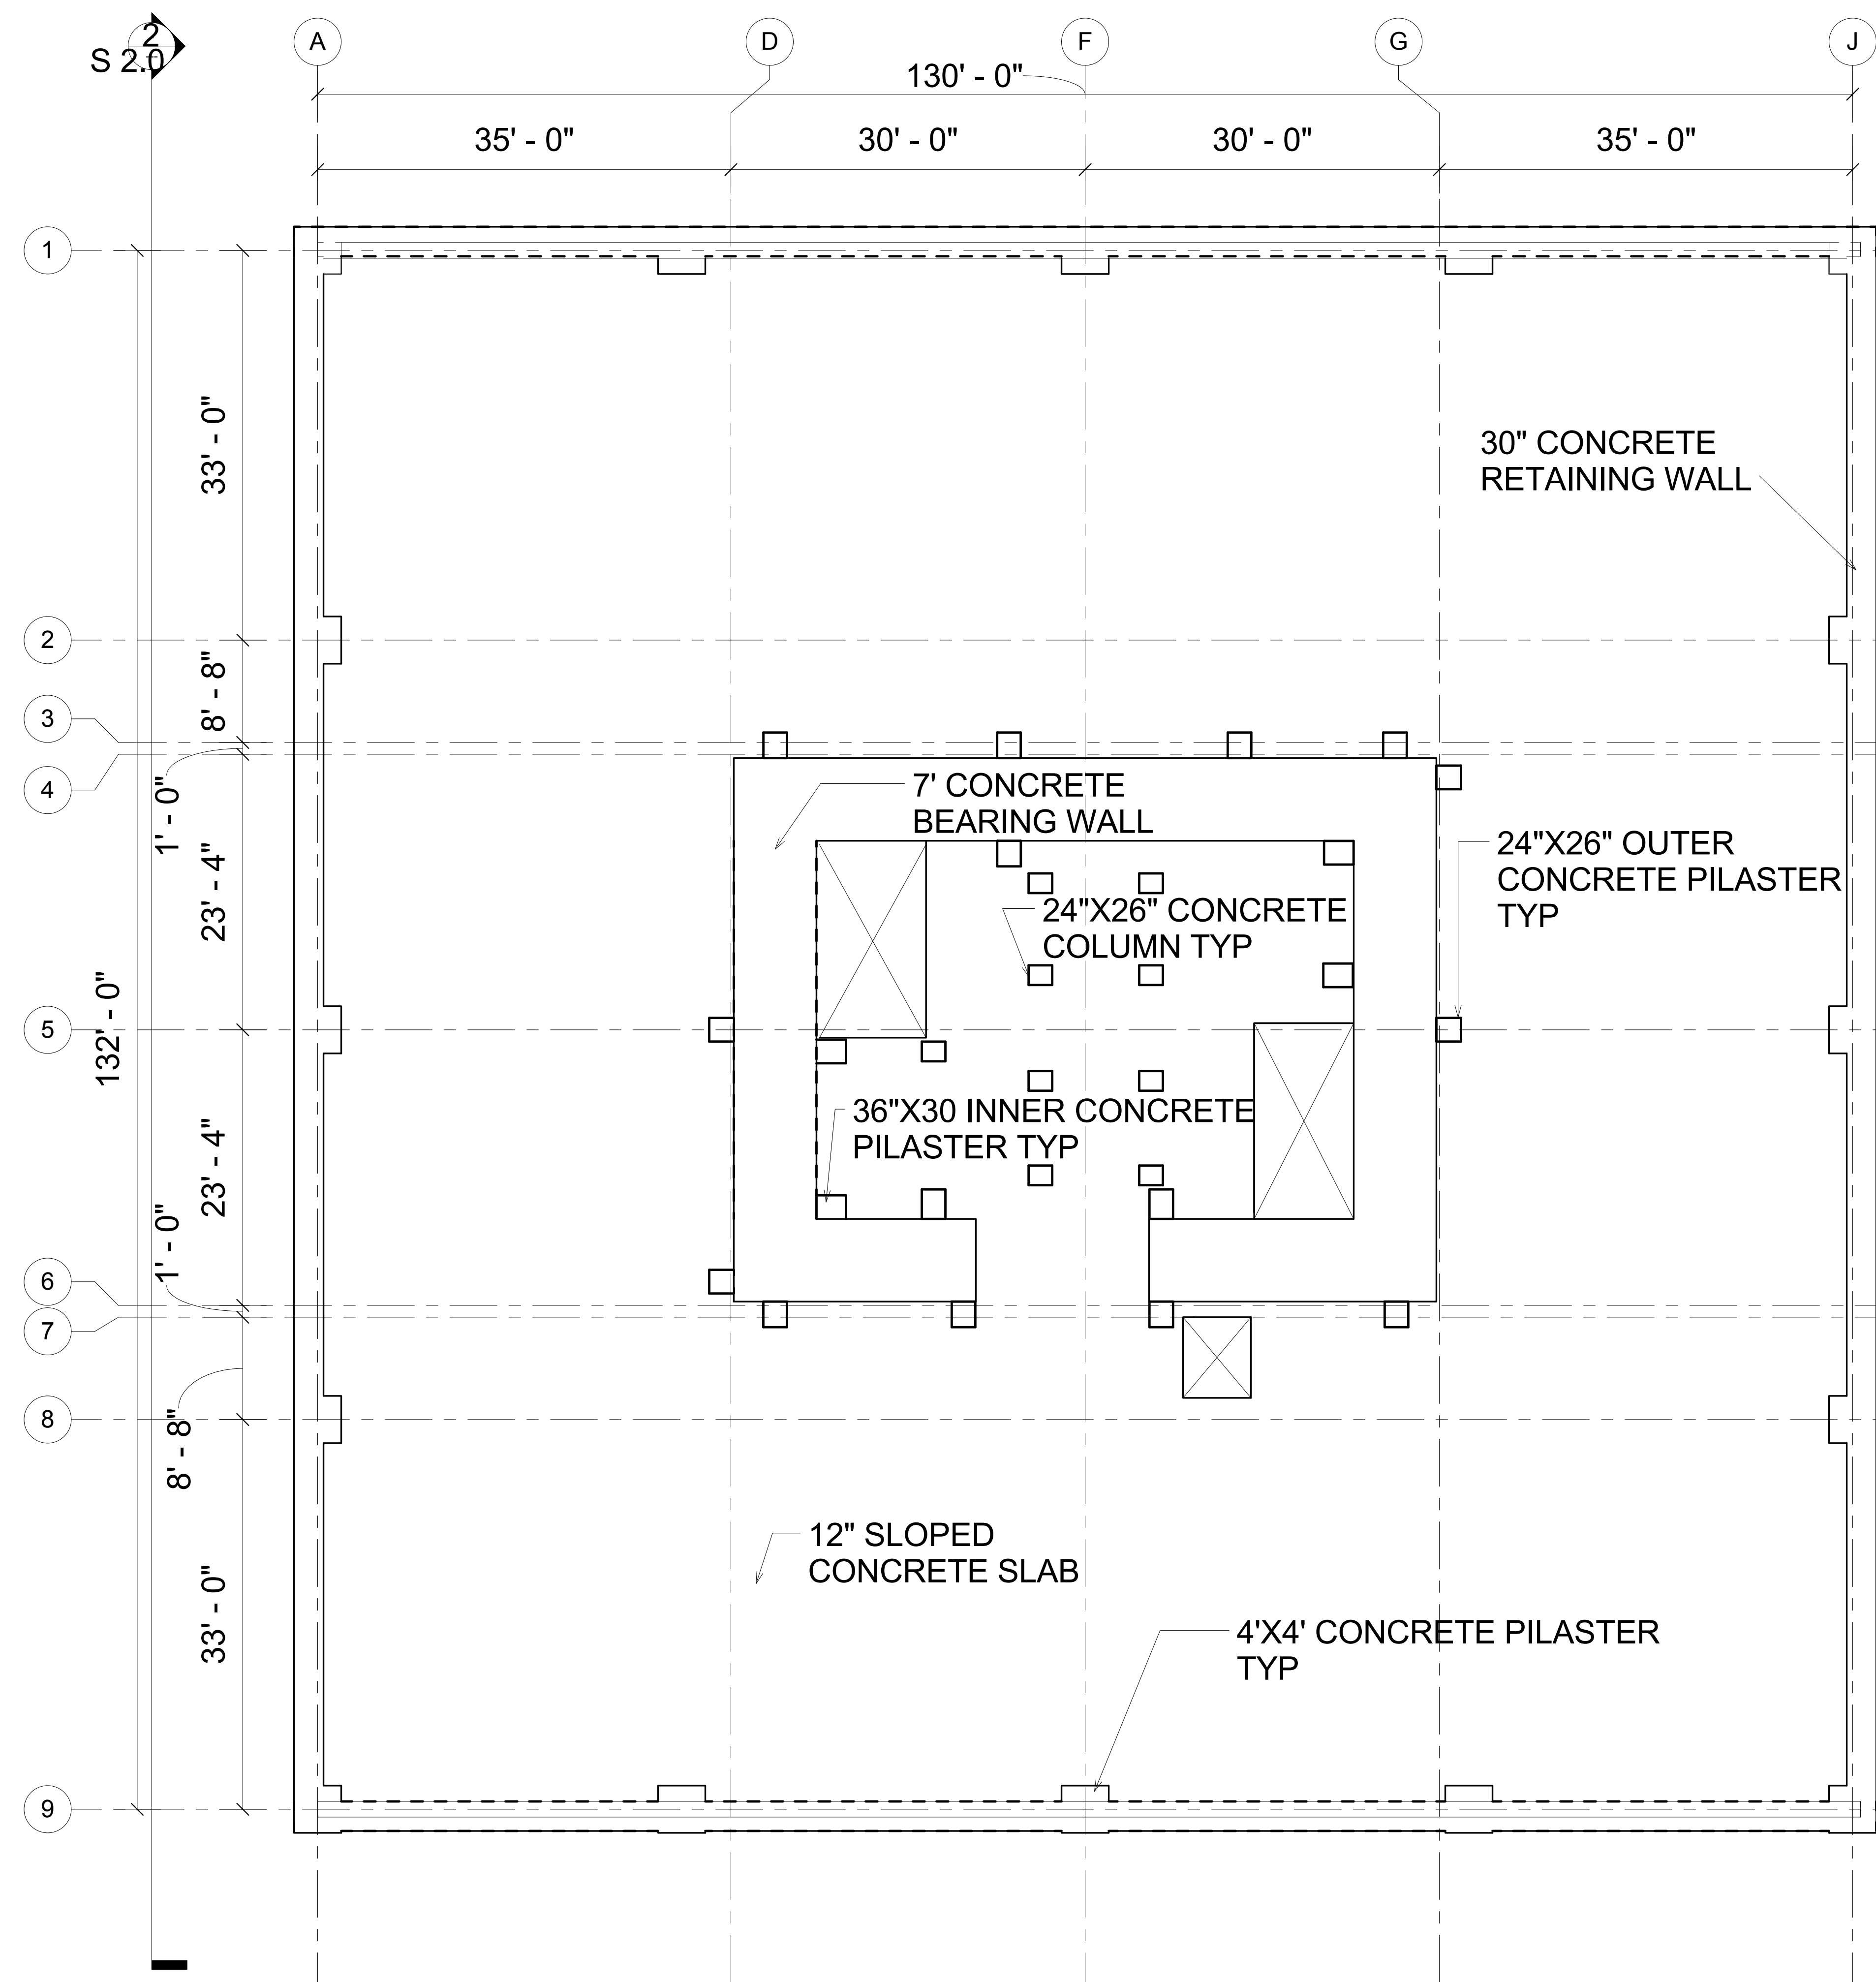 2
S 2.0
A
D
F
G
J
130' - 0"
35' - 0"
30' - 0"
30' - 0"
35' - 0"
1
33' - 0"
30" CONCRETE
RETAINING WALL
2
8' - 8"
3
4
1' - 0"
7' CONCRETE
BEARING WALL
24"X26" OUTER
CONCRETE PILASTER
TYP
23' - 4"
24"X26" CONCRETE
COLUMN TYP
132' - 0"
5
36"X30 INNER CONCRETE
PILASTER TYP
23' - 4"
1' - 0"
6
7
8
8' - 8"
12" SLOPED
CONCRETE SLAB
33' - 0"
4'X4' CONCRETE PILASTER
TYP
9